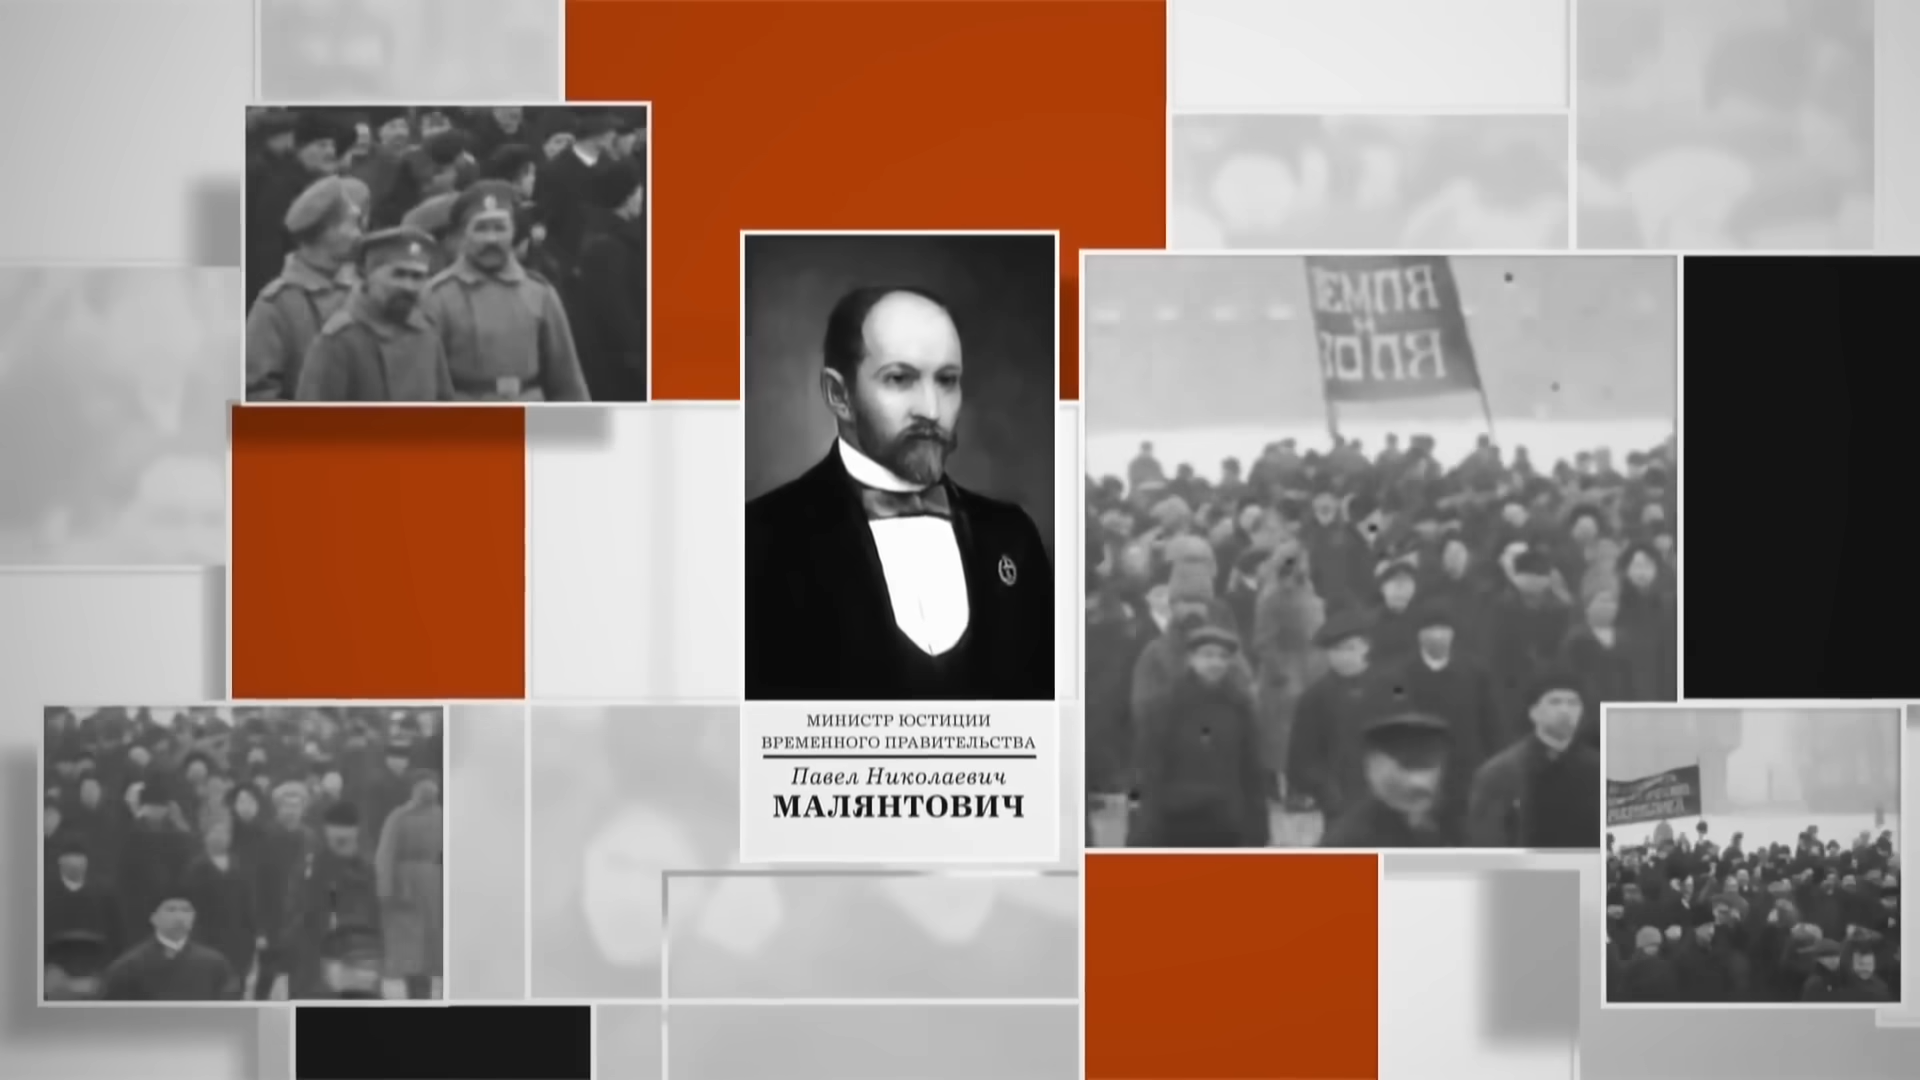 ЗЕМЛЯ
И
ВОЛЯ
МИНИСТР ЮСТИЦИИ
ВРЕМЕННОГО ПРАВИТЕЛЬСТВА
Павел Николаевич
МАЛЯНТОВИЧ